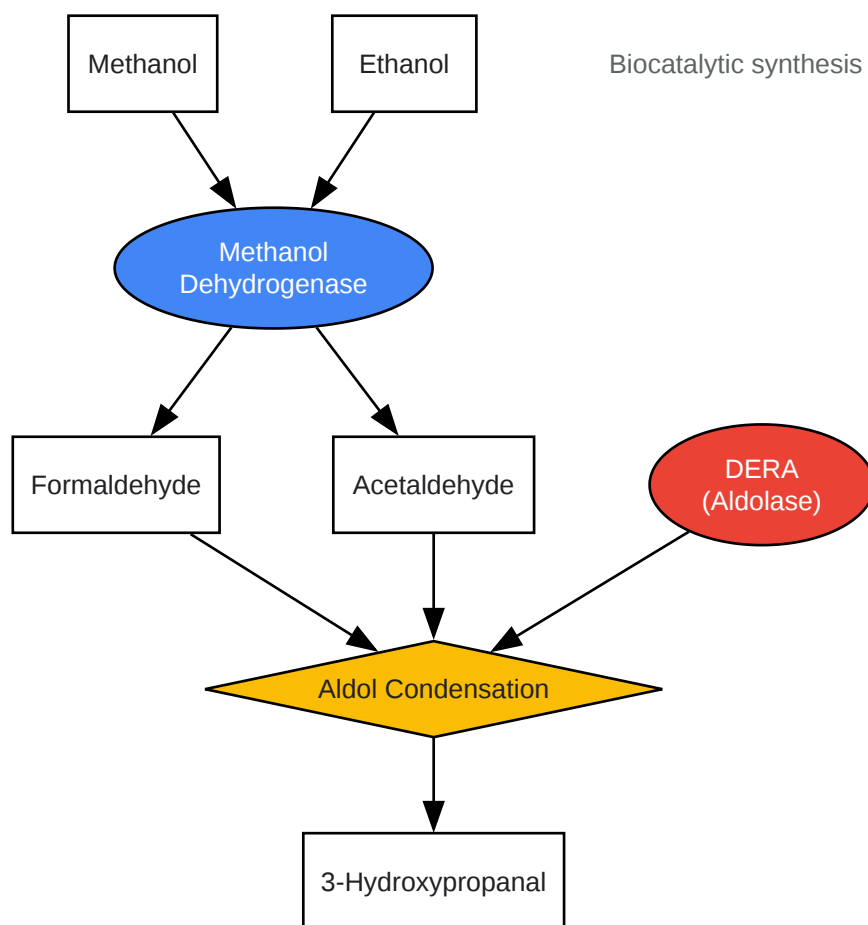 Methanol
Ethanol
Biocatalytic synthesis
Methanol
Dehydrogenase
Formaldehyde
Acetaldehyde
DERA
(Aldolase)
Aldol Condensation
3-Hydroxypropanal